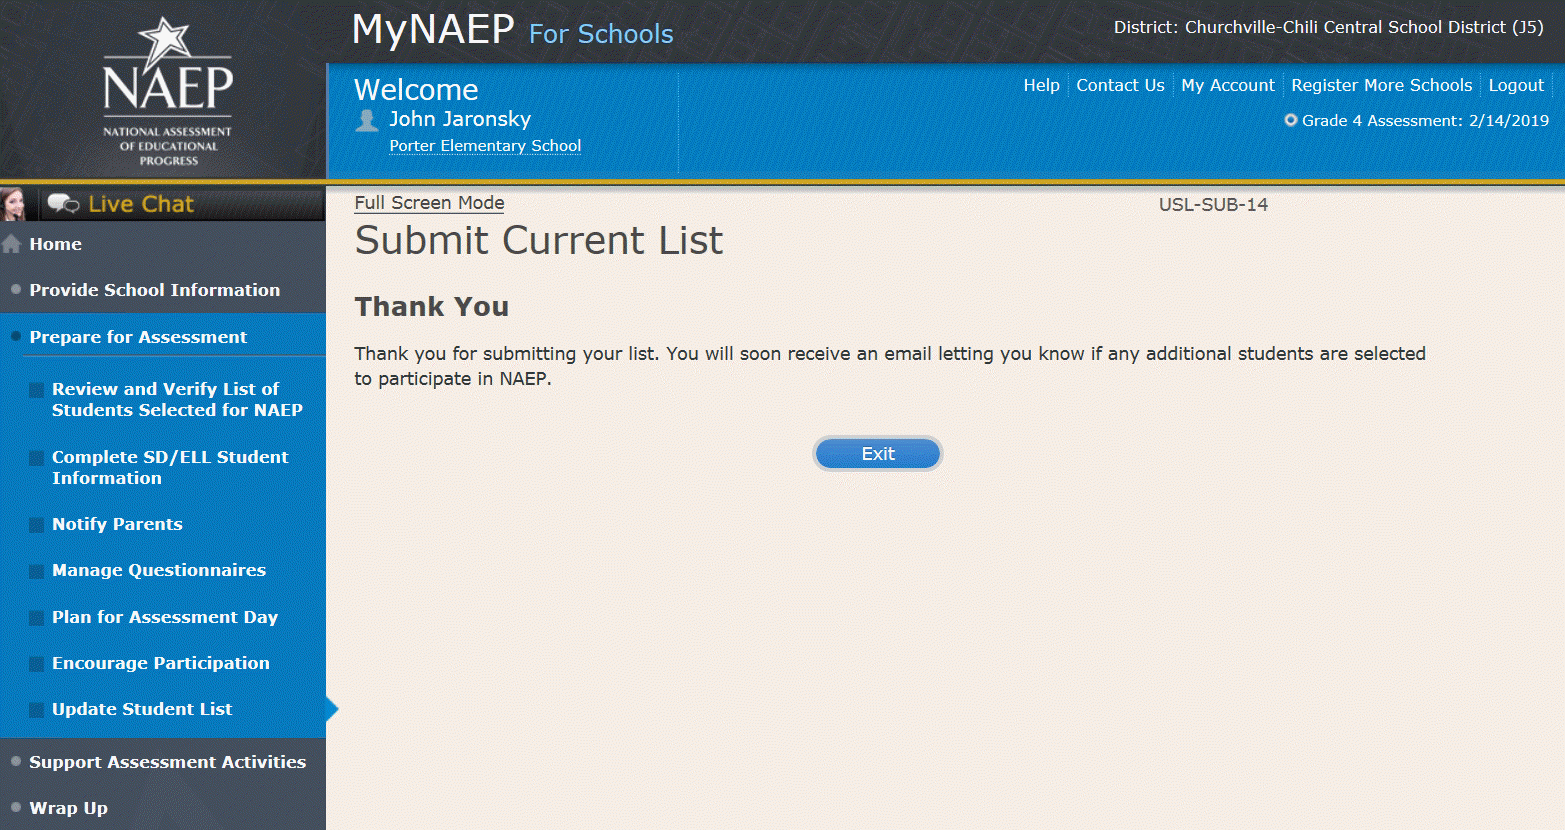 NAEP
NATIONAL ASSESSMENT
OF EDUCATIONAL
PROGRESS
MyNAEP For Schools
District: Churchville-Chili Central School District (J5)
Welcome
John Jaronsky
Porter Elementary School
Help Contact Us My Account Register More Schools Logout
Grade 4 Assessment: 2/14/2019
Live Chat
Home
Provide School Information
Prepare for Assessment
Review and Verify List of
Students Selected for NAEP
Complete SD/ELL Student
Information
Notify Parents
Manage Questionnaires
Plan for Assessment Day
Encourage Participation
Update Student List
Support Assessment Activities
Wrap Up
Full Screen Mode
USL-SUB-14
Submit Current List
Thank You
Thank you for submitting your list. You will soon receive an email letting you know if any additional students are selected
to participate in NAEP.
Exit